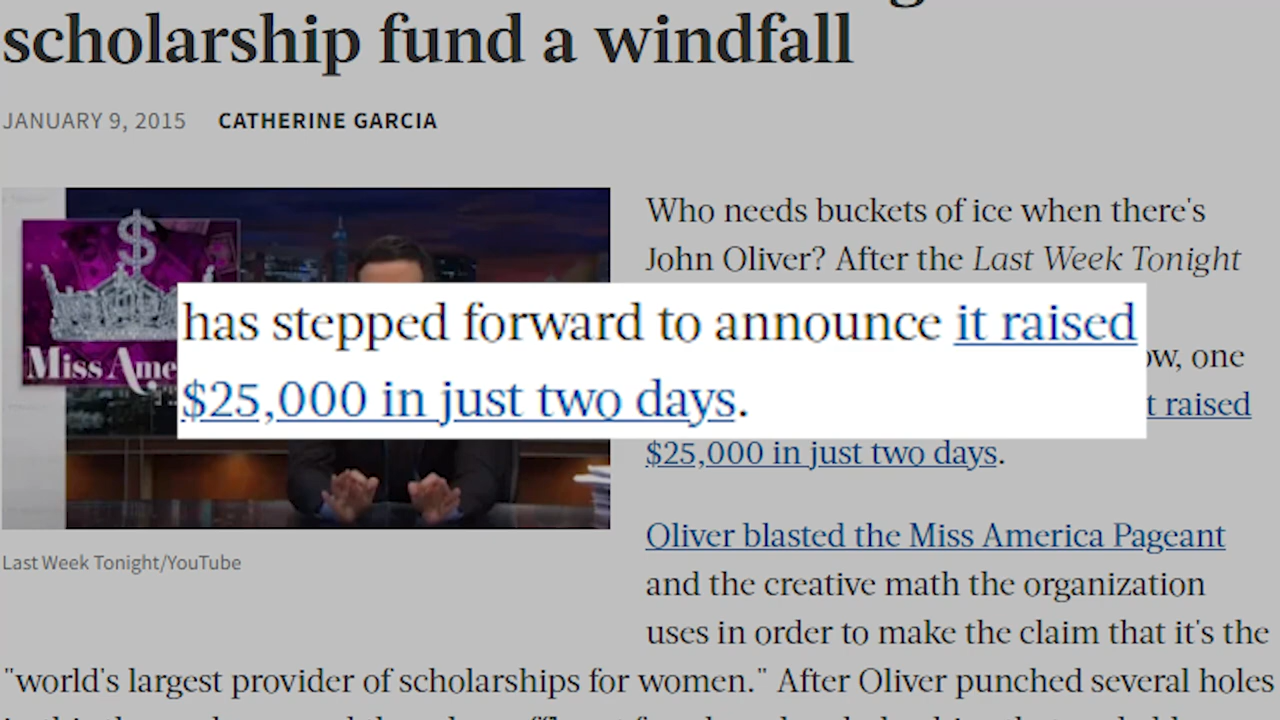 scholarship fund a windfall
JANUARY 9, 2015 CATHERINE GARCIA
$
Miss Ame
Who needs buckets of ice when there's
John Oliver? After the Last Week Tonight
has stepped forward to announce it raised
$25,000 in just two days.
ow, one
t raised
$25,000 in just two days.
Last Week Tonight/YouTube
Oliver blasted the Miss America Pageant
and the creative math the organization
uses in order to make the claim that it's the
"world's largest provider of scholarships for women." After Oliver punched several holes